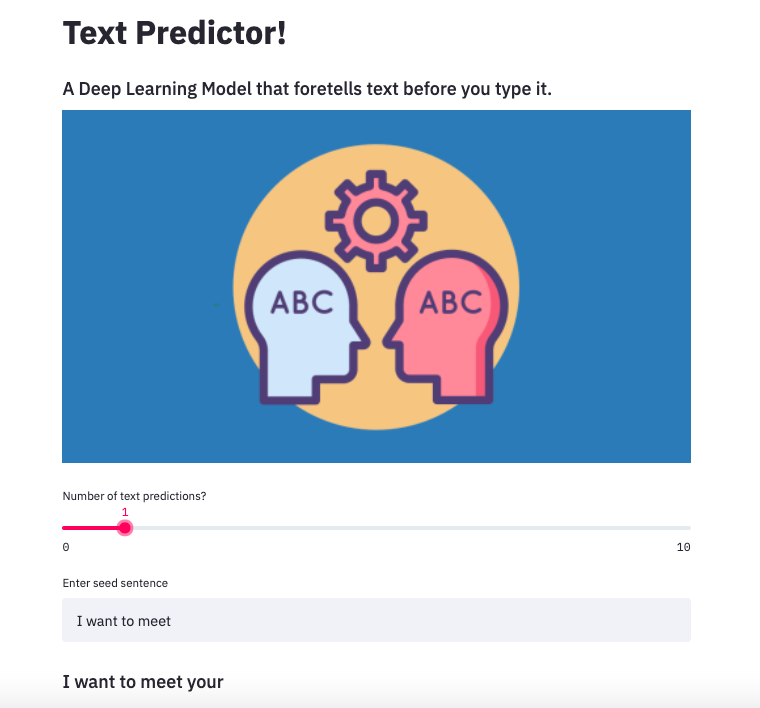 Text Predictor!
A Deep Learning Model that foretells text before you type it.
ABC ABC
Number of text predictions?
1
0 10
Enter seed sentence
I want to meet
I want to meet your